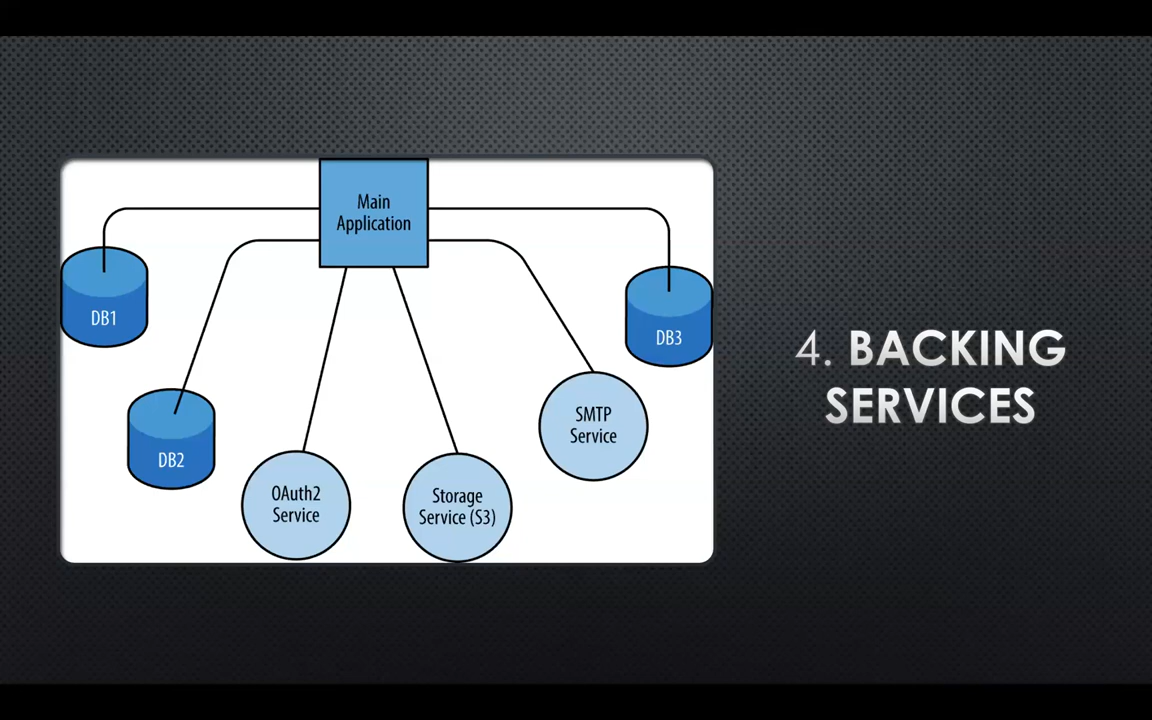 Main
Application
DB1
DB2
OAuth2
Service
Storage
Service (S3)
SMTP
Service
DB3
4. BACKING
SERVICES